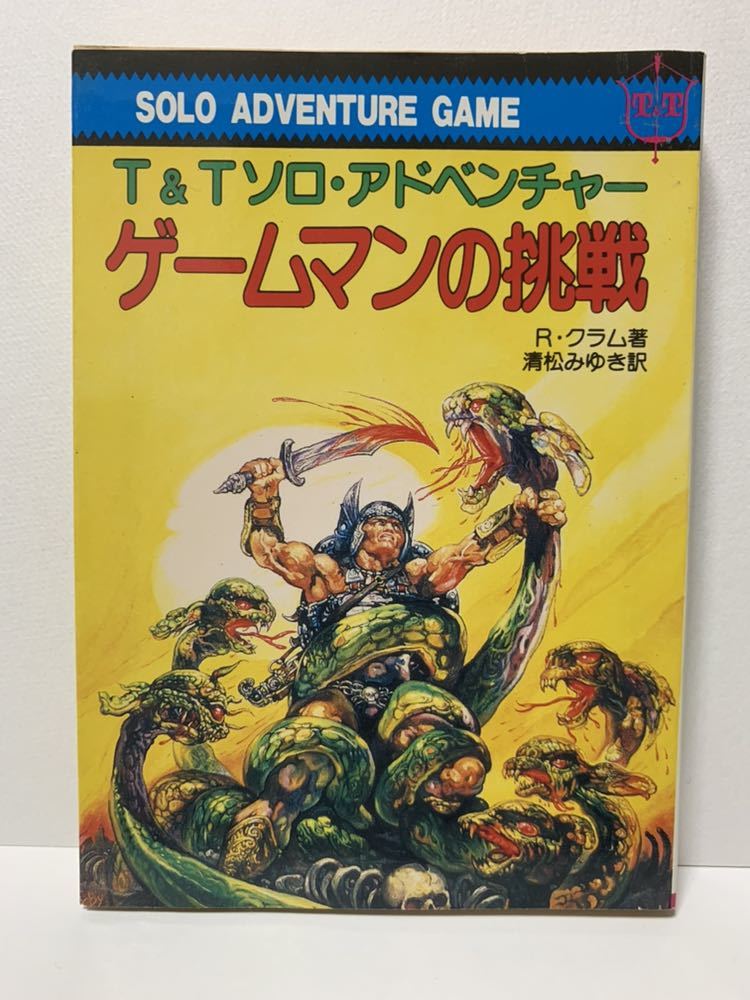 SOLO ADVENTURE GAME
T&T
T&Tソロ・アドベンチャー
ゲームマンの挑戦
R・クラム著
清松みゆき訳